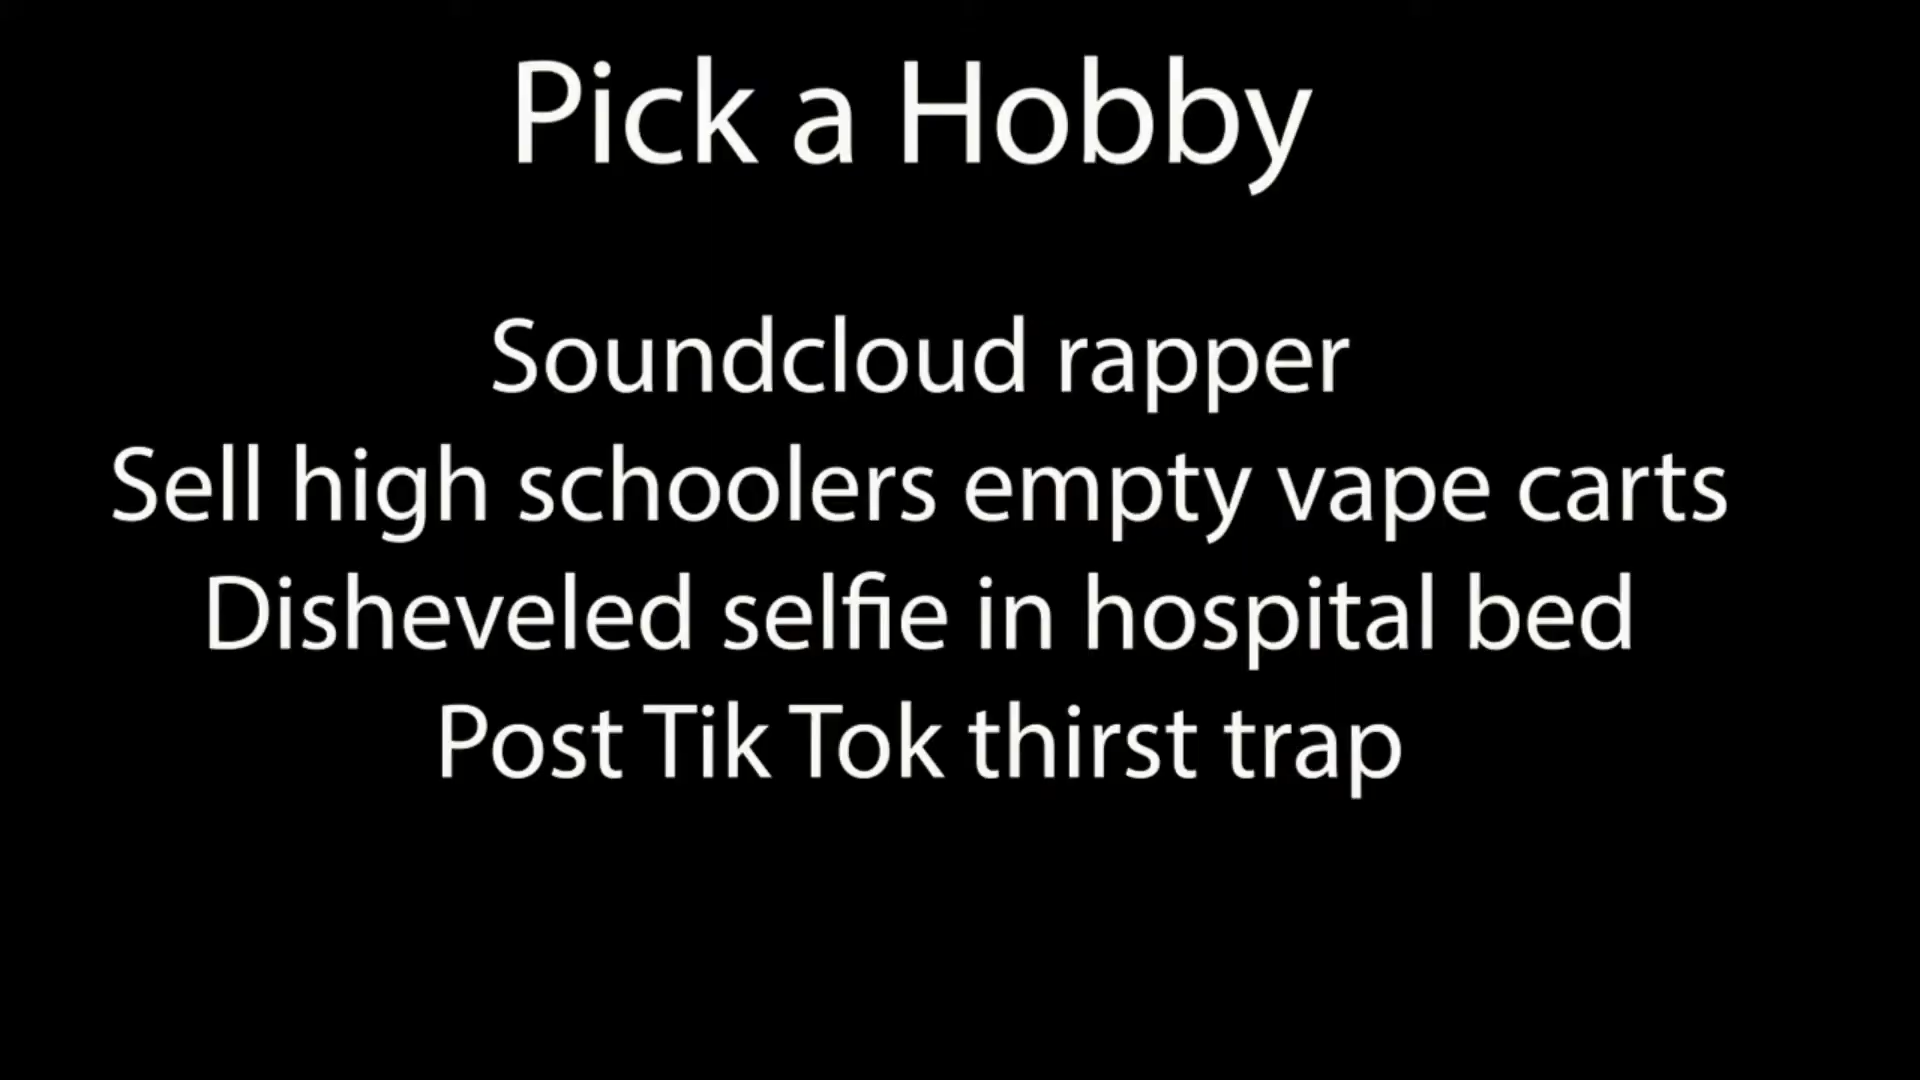 Pick a Hobby
Soundcloud rapper
Sell high schoolers empty vape carts
Disheveled selfie in hospital bed
Post Tik Tok thirst trap